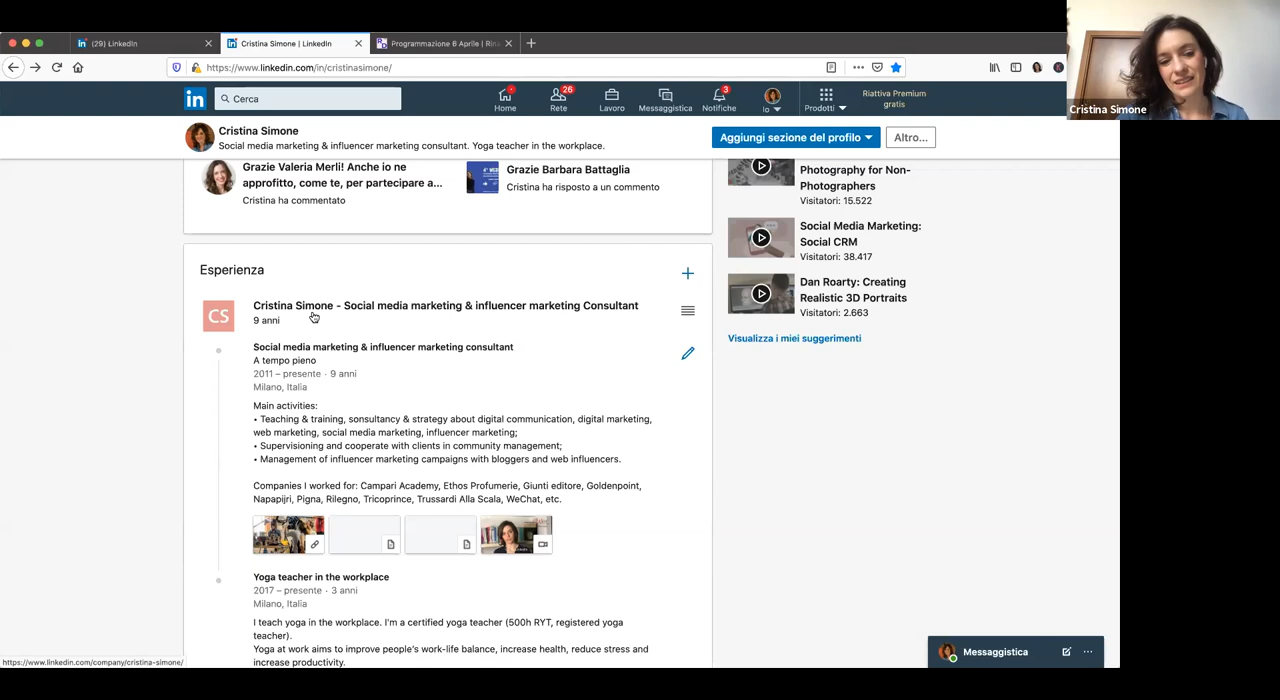 (29) LinkedIn
Cristina Simone | LinkedIn
Programmazione 6 Aprile | Rina
https://www.linkedin.com/in/cristinasimone/
in
Cerca
Home
26
Rete
Lavoro
Messaggistica
3
Notifiche
Io
Prodotti
Riattiva Premium
gratis
Cristina Simone
Cristina Simone
Social media marketing & influencer marketing consultant. Yoga teacher in the workplace.
Aggiungi sezione del profilo
Altro...
Grazie Valeria Merli! Anche io ne
approfitto, come te, per partecipare a...
Cristina ha commentato
Grazie Barbara Battaglia
Cristina ha risposto a un commento
Photography for Non-
Photographers
Visitatori: 15.522
Social Media Marketing:
Social CRM
Visitatori: 38.417
Dan Roarty: Creating
Realistic 3D Portraits
Visitatori: 2.663
Visualizza i miei suggerimenti
Esperienza
CS
Cristina Simone - Social media marketing & influencer marketing Consultant
9 anni
Social media marketing & influencer marketing consultant
A tempo pieno
2011 – presente · 9 anni
Milano, Italia
Main activities:
• Teaching & training, sonsultancy & strategy about digital communication, digital marketing,
web marketing, social media marketing, influencer marketing;
• Supervisioning and cooperate with clients in community management;
• Management of influencer marketing campaigns with bloggers and web influencers.
Companies I worked for: Campari Academy, Ethos Profumerie, Giunti editore, Goldenpoint,
Napapijri, Pigna, Rilegno, Tricoprince, Trussardi Alla Scala, WeChat, etc.
Yoga teacher in the workplace
2017 – presente · 3 anni
Milano, Italia
I teach yoga in the workplace. I'm a certified yoga teacher (500h RYT, registered yoga
teacher).
Yoga at work aims to improve people's work-life balance, increase health, reduce stress and
increase productivity.
Messaggistica
https://www.linkedin.com/company/cristina-simone/